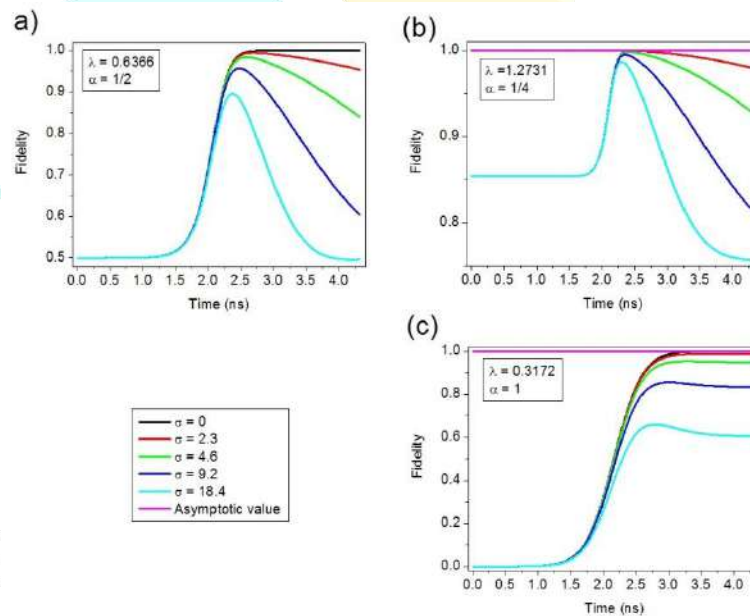 a)
λ = 0.6366
α = 1/2
Fidelity
1.0
0.9
0.8
0.7
0.6
0.5
0.0 0.5 1.0 1.5 2.0 2.5 3.0 3.5 4.0
Time (ns)
(b)
λ =1.2731
α = 1/4
Fidelity
1.0
0.9
0.8
0.0 0.5 1.0 1.5 2.0 2.5 3.0 3.5 4.0
Time (ns)
σ = 0
σ = 2.3
σ = 4.6
σ = 9.2
σ = 18.4
Asymptotic value
(c)
λ = 0.3172
α = 1
Fidelity
1.0
0.8
0.6
0.4
0.2
0.0
0.0 0.5 1.0 1.5 2.0 2.5 3.0 3.5 4.0
Time (ns)